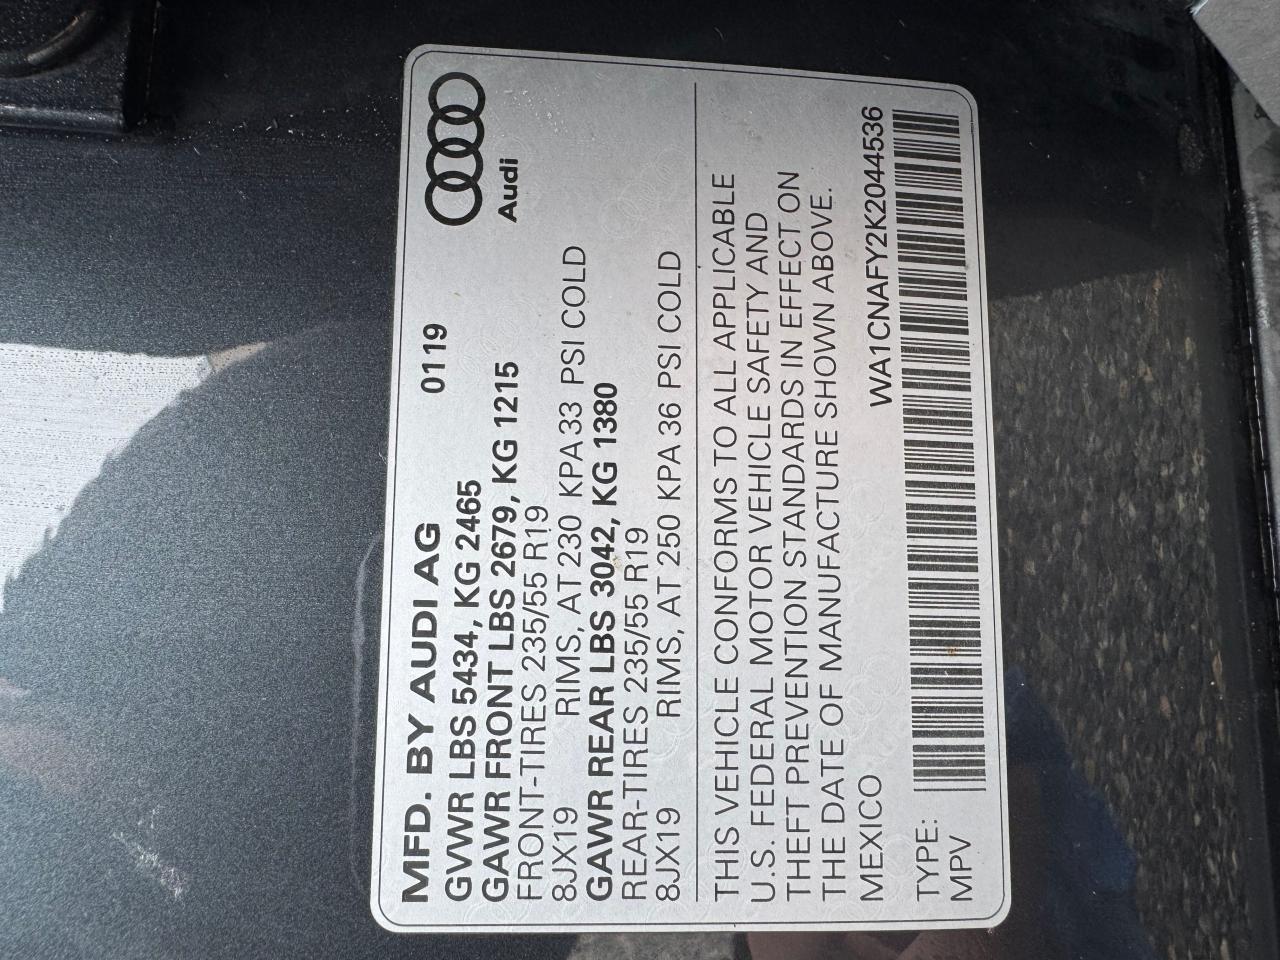 Audi
MFD. BY AUDI AG 0119
GVWR LBS 5434, KG 2465
GAWR FRONT LBS 2679, KG 1215
FRONT-TIRES 235/55 R19
8JX19 RIMS, AT 230 KPA 33 PSI COLD
GAWR REAR LBS 3042, KG 1380
REAR-TIRES 235/55 R19
8JX19 RIMS, AT 250 KPA 36 PSI COLD
THIS VEHICLE CONFORMS TO ALL APPLICABLE
U.S. FEDERAL MOTOR VEHICLE SAFETY AND
THEFT PREVENTION STANDARDS IN EFFECT ON
THE DATE OF MANUFACTURE SHOWN ABOVE.
MEXICO WA1CNAFY2K2044536
TYPE:
MPV